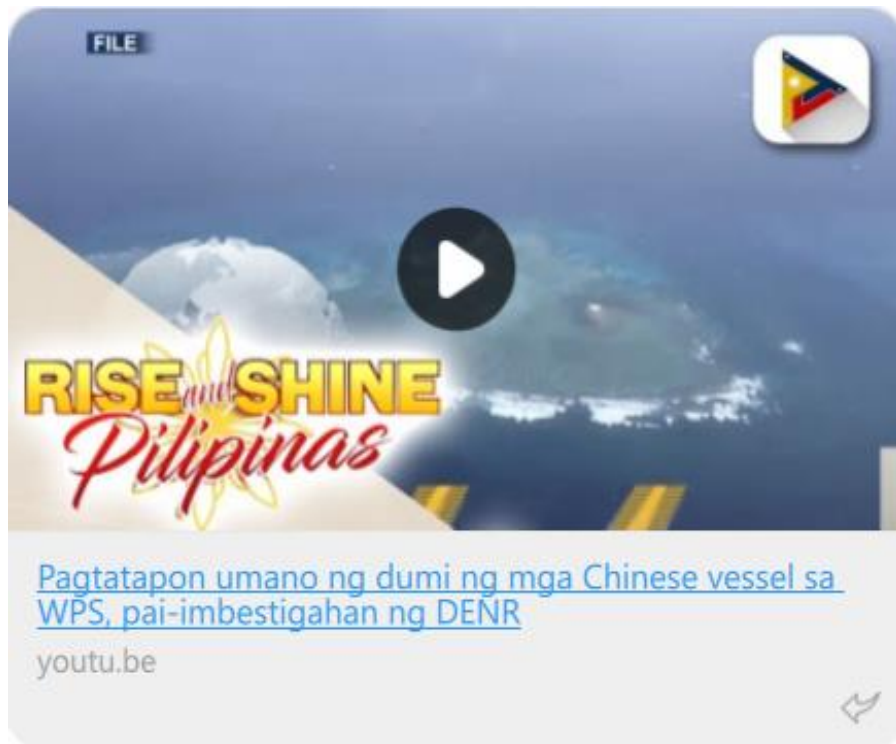 FILE
RISE and SHINE
Pilipinas
Pagtatapon umano ng dumi ng mga Chinese vessel sa
WPS, pai-imbestigahan ng DENR
youtu.be